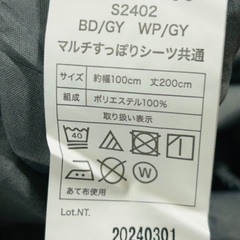 S2402
BD/GY WP/GY
マルチすっぽりシーツ共通
サイズ 約幅100cm 丈200cm
組成 ポリエステル100%
取り扱い表示
40
あて布使用
Lot.NT.
20240301